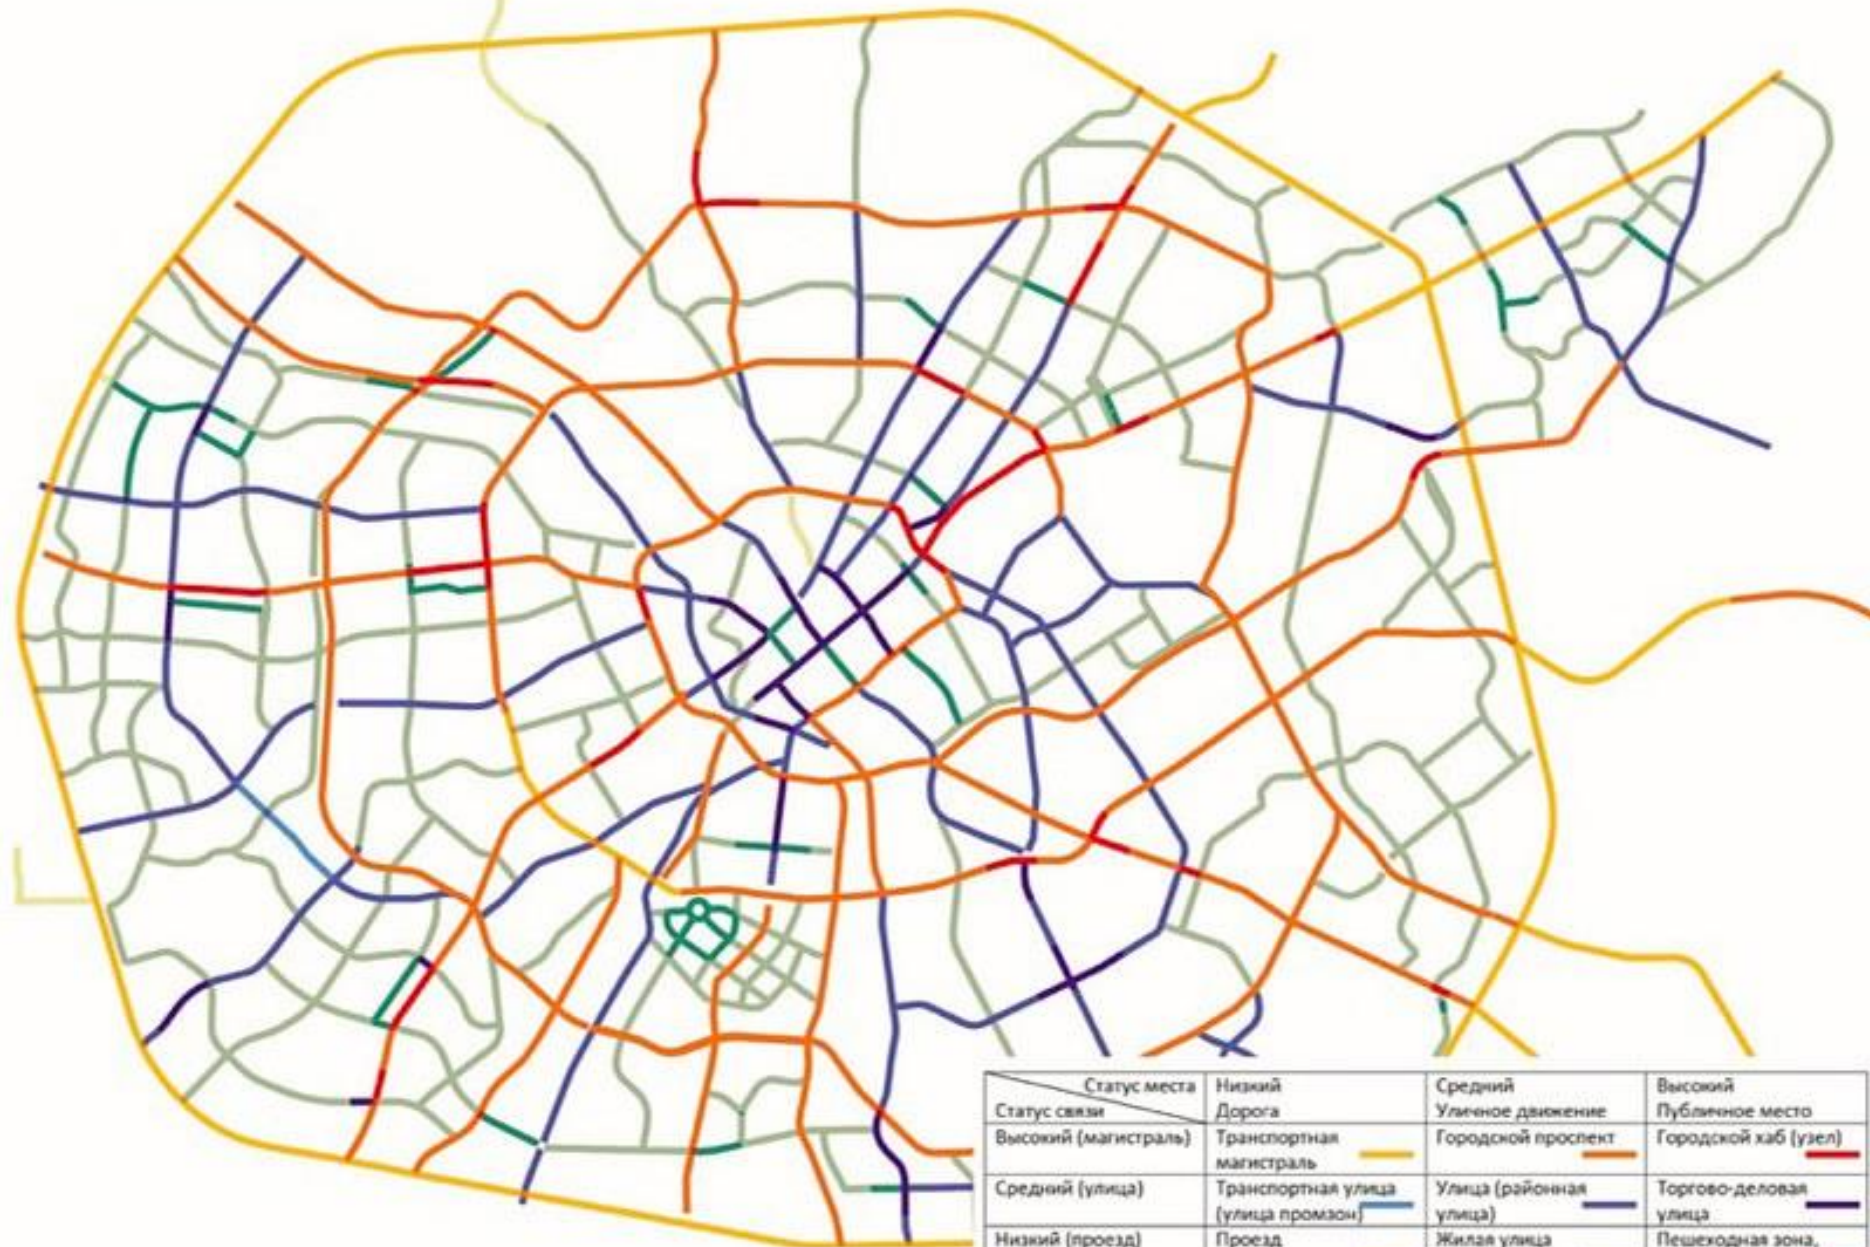 Статус места
Статус связи
Низкий
Дорога
Средний
Уличное движение
Высокий
Публичное место
Высокий (магистраль)
Транспортная
магистраль
Городской проспект
Городской хаб (узел)
Средний (улица)
Транспортная улица
(улица промзон)
Улица (районная
улица)
Торгово-деловая
улица
Низкий (проезд)
Проезд
Жилая улица
Пешеходная зона,